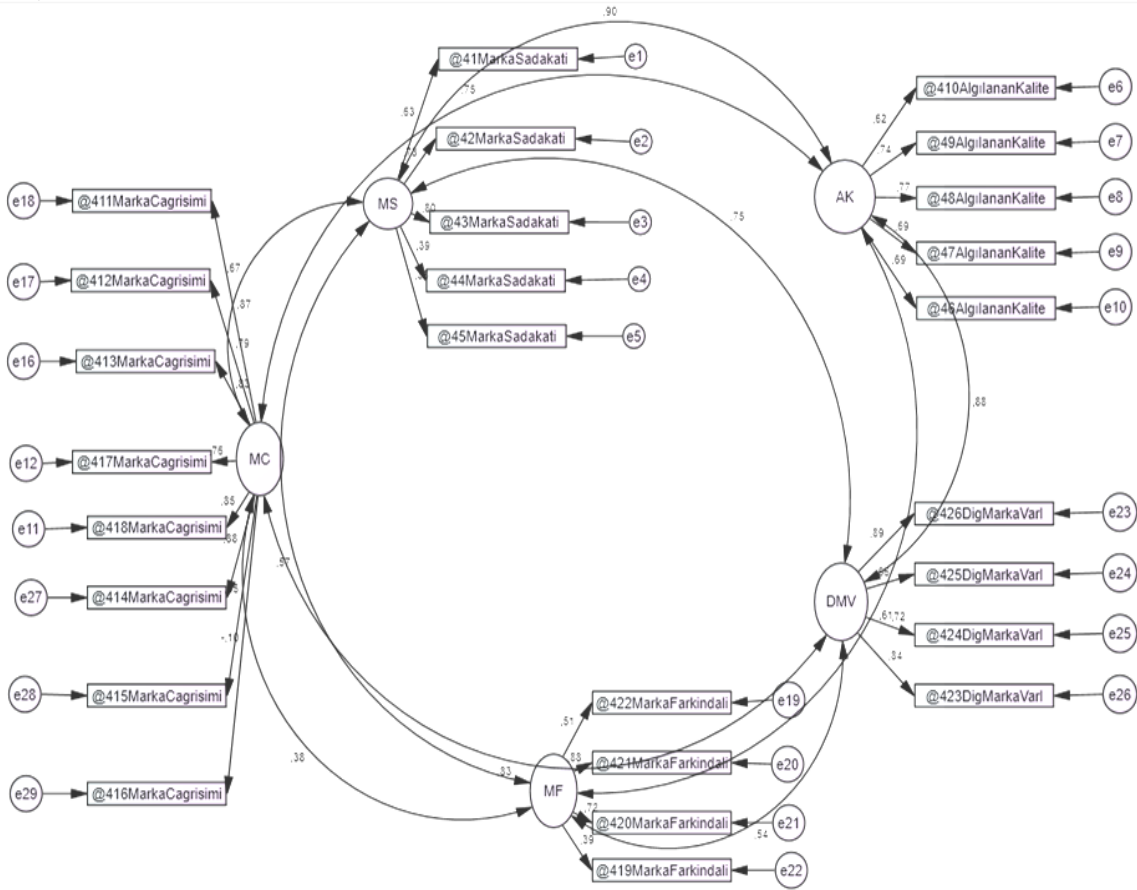 .90
@41MarkaSadakati
e1
.75
.53
@42MarkaSadakati
e2
@410AlgılananKalite
e6
.62
@49AlgılananKalite
e7
.74
MS
AK
.77
@48AlgılananKalite
e8
e18
@411MarkaCagrisimi
.80
@43MarkaSadakati
e3
.75
.69
@47AlgılananKalite
e9
.39
@44MarkaSadakati
e4
.69
@46AlgılananKalite
e10
e17
@412MarkaCagrisimi
.67
.87
@45MarkaSadakati
e5
.79
e16
@413MarkaCagrisimi
.83
.88
e12
@417MarkaCagrisimi
.76
MC
e11
@418MarkaCagrisimi
.85
.88
@426DigMarkaVarl
e23
.89
.57
@425DigMarkaVarl
e24
e27
@414MarkaCagrisimi
DMV
.61
.72
@424DigMarkaVarl
e25
-.10
.84
e28
@415MarkaCagrisimi
@423DigMarkaVarl
e26
@422MarkaFarkindali
e19
.51
.38
.83
.88
@421MarkaFarkindali
e20
e29
@416MarkaCagrisimi
MF
.72
@420MarkaFarkindali
e21
.54
.39
@419MarkaFarkindali
e22